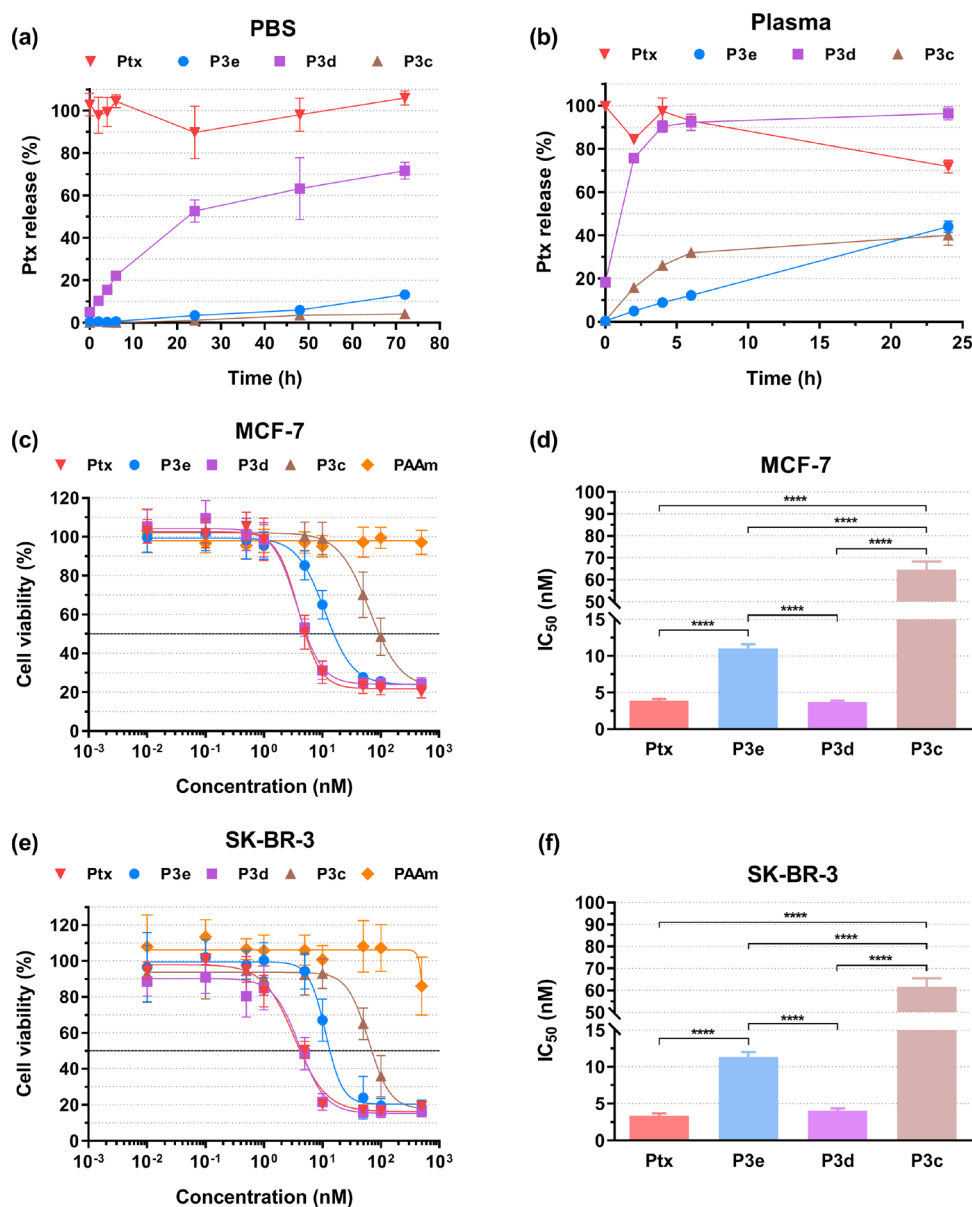 (a)
PBS
Ptx P3e P3d P3c
Ptx release (%)
100
80
60
40
20
0
0 10 20 30 40 50 60 70 80
Time (h)
(b)
Plasma
Ptx P3e P3d P3c
Ptx release (%)
100
80
60
40
20
0
0 5 10 15 20 25
Time (h)
(c)
MCF-7
Ptx P3e P3d P3c PAAm
Cell viability (%)
120
100
80
60
40
20
0
10-3 10-2 10-1 100 101 102 103
Concentration (nM)
(d)
MCF-7
IC50 (nM)
100
90
80
70
60
50
15
10
5
0
****
****
****
**** ****
Ptx P3e P3d P3c
(e)
SK-BR-3
Ptx P3e P3d P3c PAAm
Cell viability (%)
120
100
80
60
40
20
0
10-3 10-2 10-1 100 101 102 103
Concentration (nM)
(f)
SK-BR-3
IC50 (nM)
100
90
80
70
60
50
15
10
5
0
****
****
****
**** ****
Ptx P3e P3d P3c